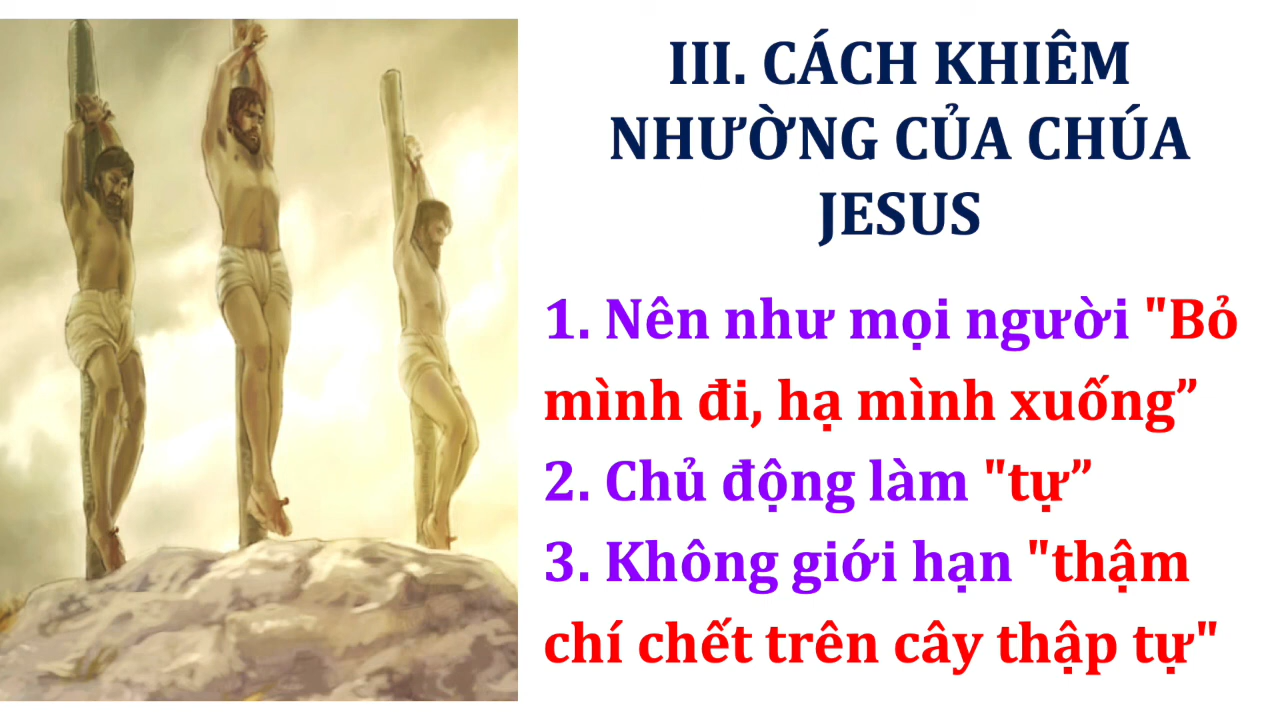 III. CÁCH KHIÊM
NHƯỜNG CỦA CHÚA
JESUS
1. Nên như mọi người "Bỏ
mình đi, hạ mình xuống”
2. Chủ động làm "tự”
3. Không giới hạn "thậm
chí chết trên cây thập tự"